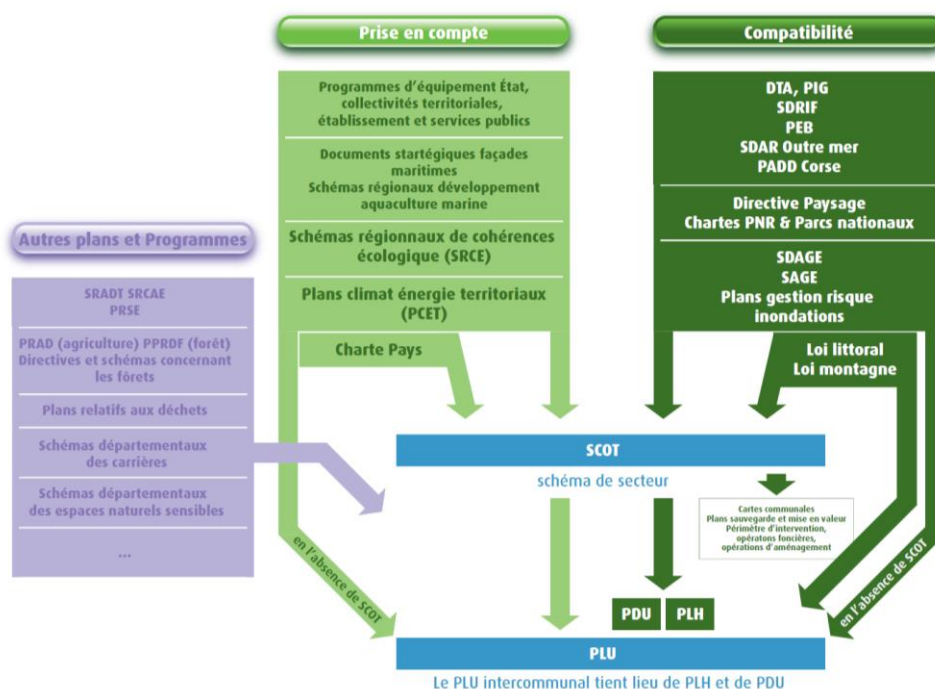 Prise en compte
Programmes d'équipement État,
collectivités territoriales,
établissement et services publics
Documents startégiques façades
maritimes
Schémas régionaux développement
aquaculture marine
Schémas régionnaux de cohérences
écologique (SRCE)
Plans climat énergie territoriaux
(PCET)
Charte Pays
Compatibilité
DTA, PIG
SDRIF
PEB
SDAR Outre mer
PADD Corse
Directive Paysage
Chartes PNR & Parcs nationaux
SDAGE
SAGE
Plans gestion risque
inondations
Loi littoral
Loi montagne
Autres plans et Programmes
SRADT SRCAE
PRSE
PRAD (agriculture) PPRDF (forêt)
Directives et schémas concernant
les fôrets
Plans relatifs aux déchets
Schémas départementaux
des carrières
Schémas départementaux
des espaces naturels sensibles
...
SCOT
schéma de secteur
Cartes communales
Plans sauvegarde et mise en valeur
Périmètre d'intervention,
opératons foncières,
opérations d'aménagement
en l'absence de SCOT
en l'absence de SCOT
PDU
PLH
PLU
Le PLU intercommunal tient lieu de PLH et de PDU